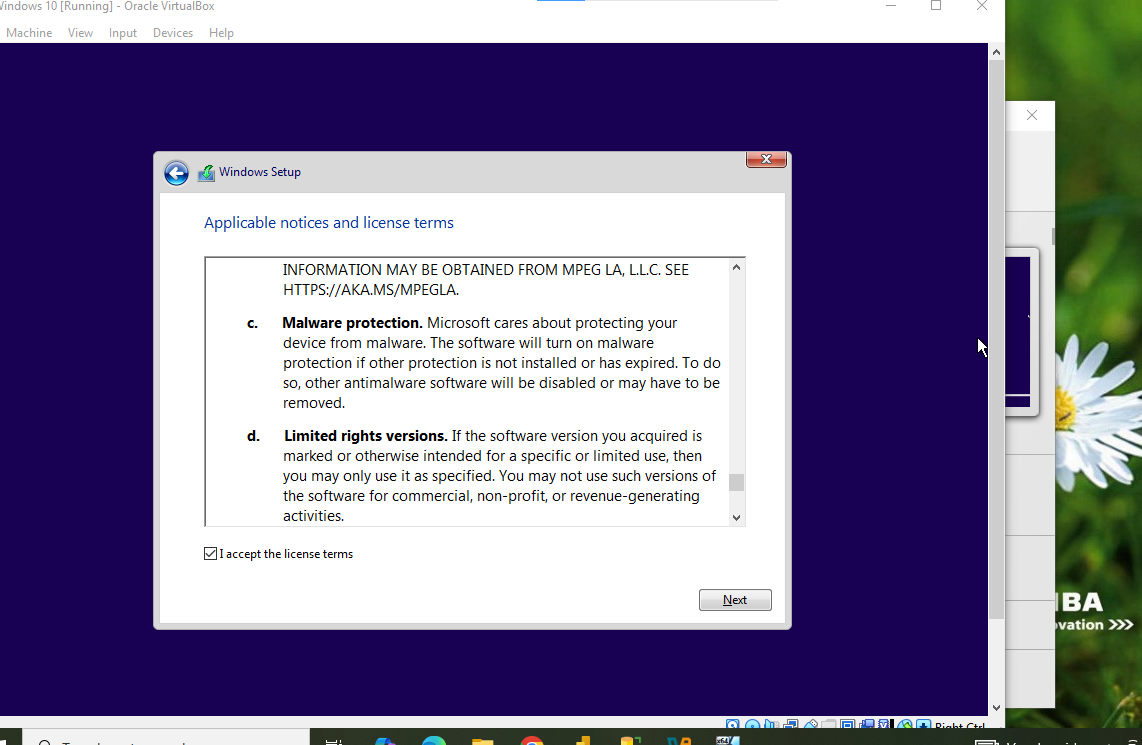 Windows 10 [Running] - Oracle VirtualBox
Machine View Input Devices Help
Windows Setup
Applicable notices and license terms
INFORMATION MAY BE OBTAINED FROM MPEG LA, L.L.C. SEE
HTTPS://AKA.MS/MPEGLA.
c. Malware protection. Microsoft cares about protecting your
device from malware. The software will turn on malware
protection if other protection is not installed or has expired. To do
so, other antimalware software will be disabled or may have to be
removed.
d. Limited rights versions. If the software version you acquired is
marked or otherwise intended for a specific or limited use, then
you may only use it as specified. You may not use such versions of
the software for commercial, non-profit, or revenue-generating
activities.
I accept the license terms
Next
IBA
ovation >>>
Right Ctrl